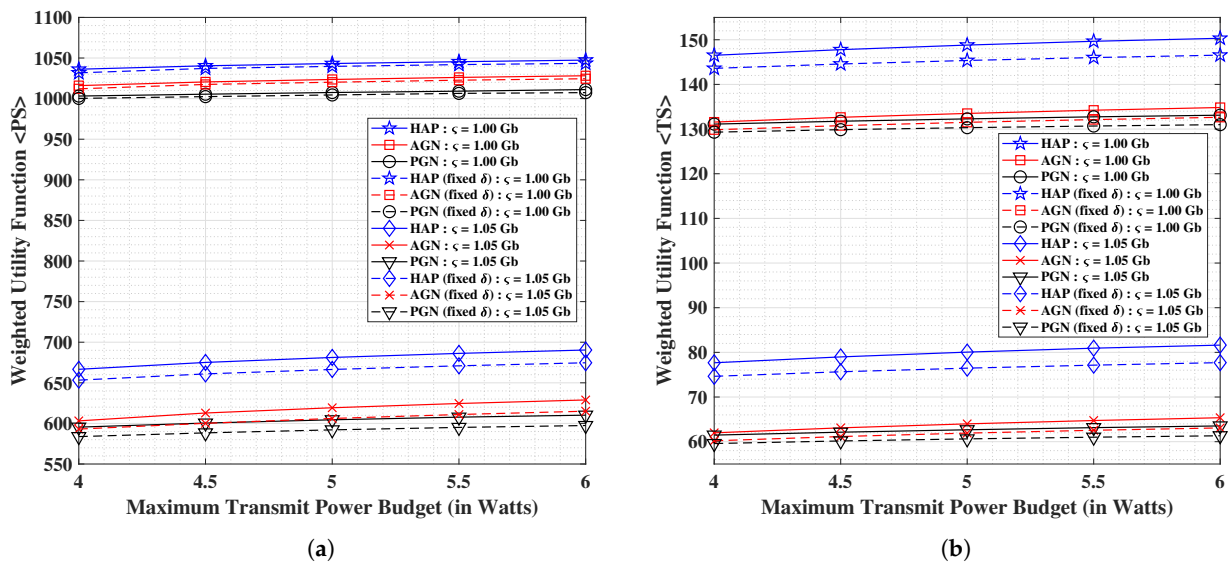 1100
1050
1000
950
900
850
800
750
700
650
600
550
Weighted Utility Function <PS>
HAP : ς = 1.00 Gb
AGN : ς = 1.00 Gb
PGN : ς = 1.00 Gb
HAP (fixed δ) : ς = 1.00 Gb
AGN (fixed δ) : ς = 1.00 Gb
PGN (fixed δ) : ς = 1.00 Gb
HAP : ς = 1.05 Gb
AGN : ς = 1.05 Gb
PGN : ς = 1.05 Gb
HAP (fixed δ) : ς = 1.05 Gb
AGN (fixed δ) : ς = 1.05 Gb
PGN (fixed δ) : ς = 1.05 Gb
4 4.5 5 5.5 6
Maximum Transmit Power Budget (in Watts)
(a)
150
140
130
120
110
100
90
80
70
60
Weighted Utility Function <TS>
HAP : ς = 1.00 Gb
AGN : ς = 1.00 Gb
PGN : ς = 1.00 Gb
HAP (fixed δ) : ς = 1.00 Gb
AGN (fixed δ) : ς = 1.00 Gb
PGN (fixed δ) : ς = 1.00 Gb
HAP : ς = 1.05 Gb
AGN : ς = 1.05 Gb
PGN : ς = 1.05 Gb
HAP (fixed δ) : ς = 1.05 Gb
AGN (fixed δ) : ς = 1.05 Gb
PGN (fixed δ) : ς = 1.05 Gb
4 4.5 5 5.5 6
Maximum Transmit Power Budget (in Watts)
(b)